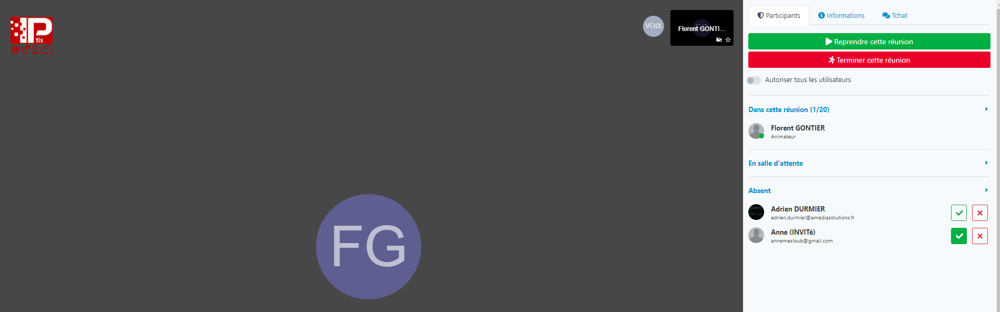 P
tis
VOIX
Florent GONTI...
FG
Participants
Informations
Tchat
Reprendre cette réunion
Terminer cette réunion
Autoriser tous les utilisateurs
Dans cette réunion (1/20)
Florent GONTIER
Animateur
En salle d'attente
Absent
Adrien DURMIER
adrien.durmier@amediasolutions.fr
Anne (INVITé)
annemesloub@gmail.com